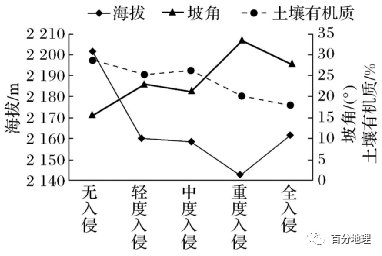 海拔 坡角 土壤有机质
海拔/m
2 210
2 200
2 190
2 180
2 170
2 160
2 150
2 140
35
30
25
20
15
10
5
0
坡角/(°)
土壤有机质/%
无入侵
轻度入侵
中度入侵
重度入侵
全入侵
百分地理